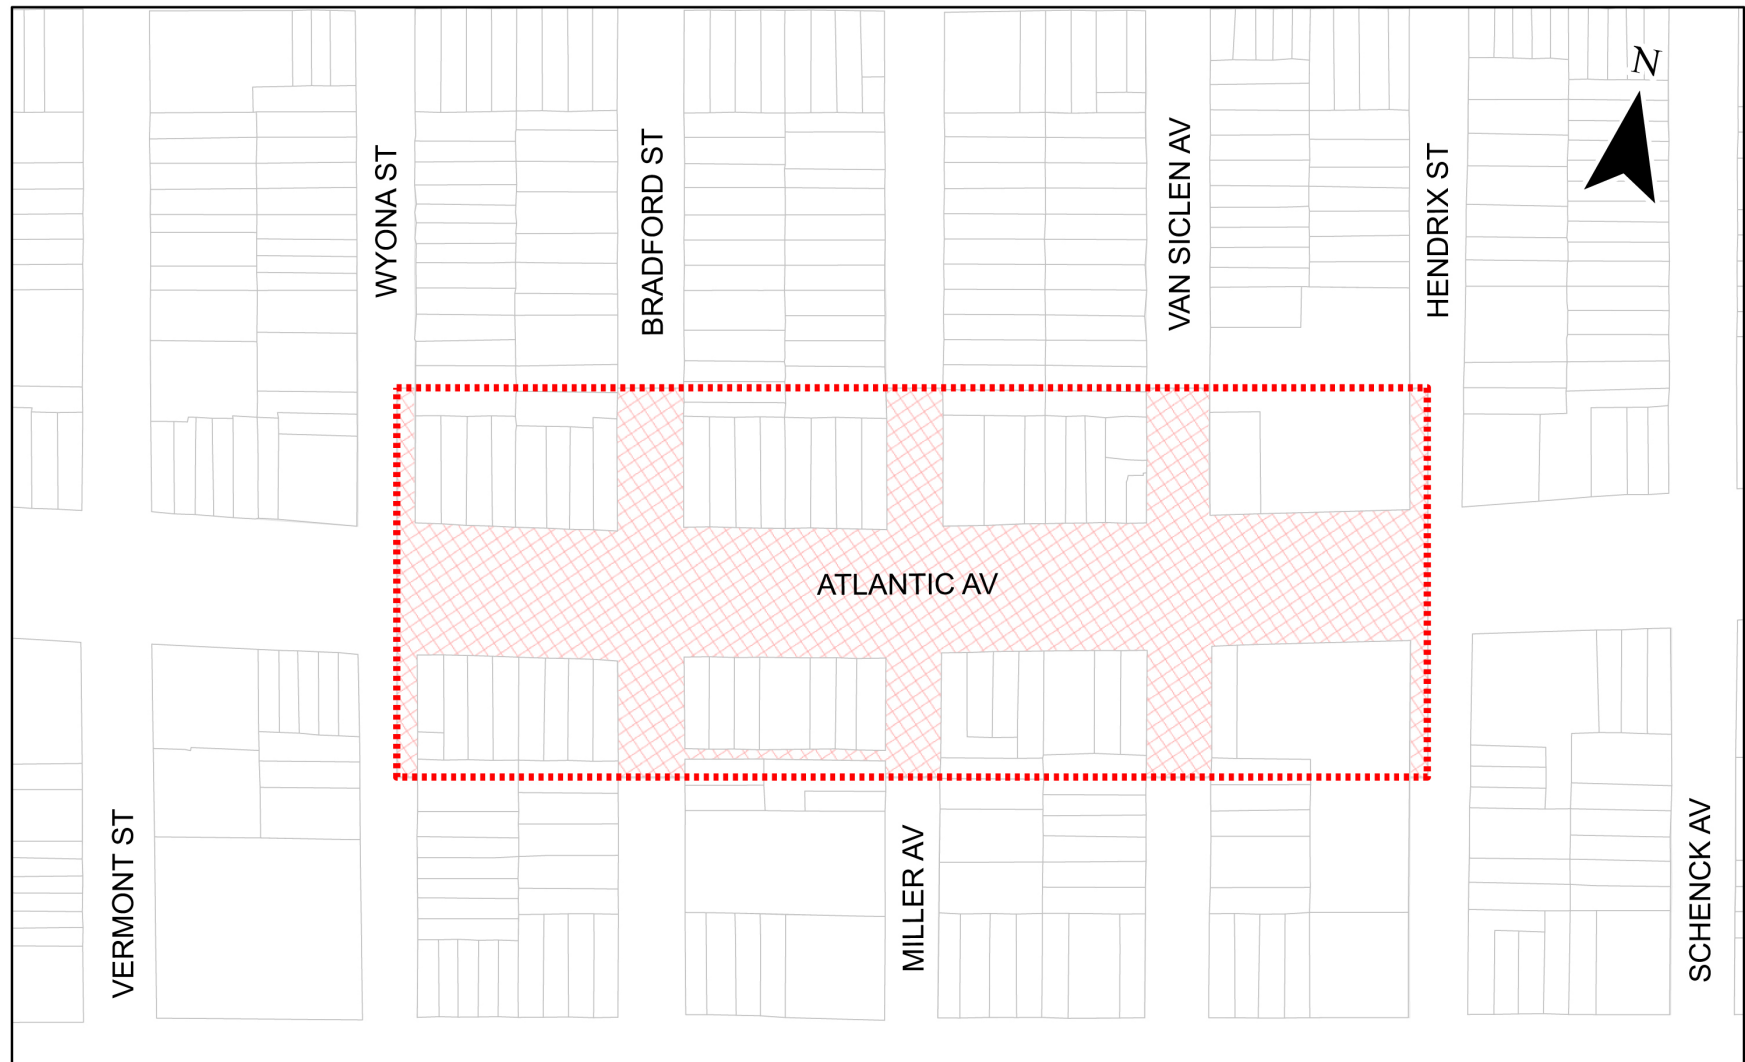 N
WYONA ST
BRADFORD ST
VAN SICLEN AV
HENDRIX ST
ATLANTIC AV
VERMONT ST
MILLER AV
SCHENCK AV